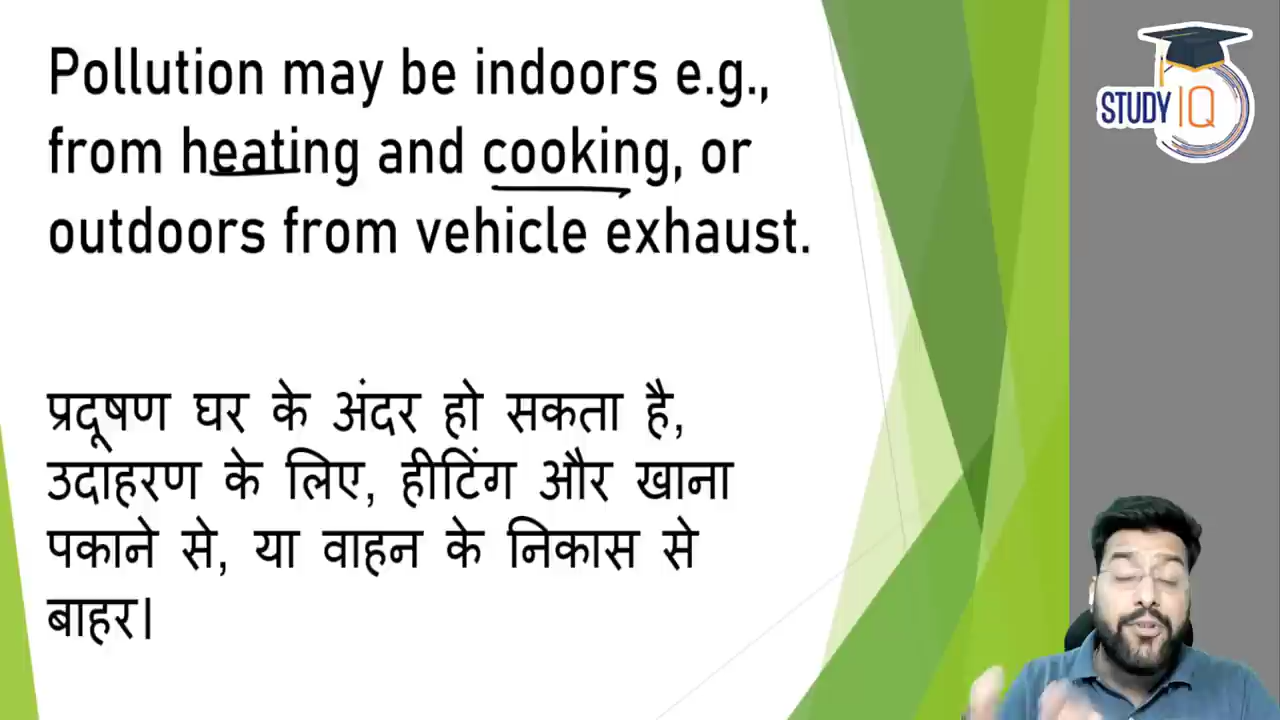 Pollution may be indoors e.g.,
from heating and cooking, or
outdoors from vehicle exhaust.
प्रदूषण घर के अंदर हो सकता है,
उदाहरण के लिए, हीटिंग और खाना
पकाने से, या वाहन के निकास से
बाहर।
STUDY IQ